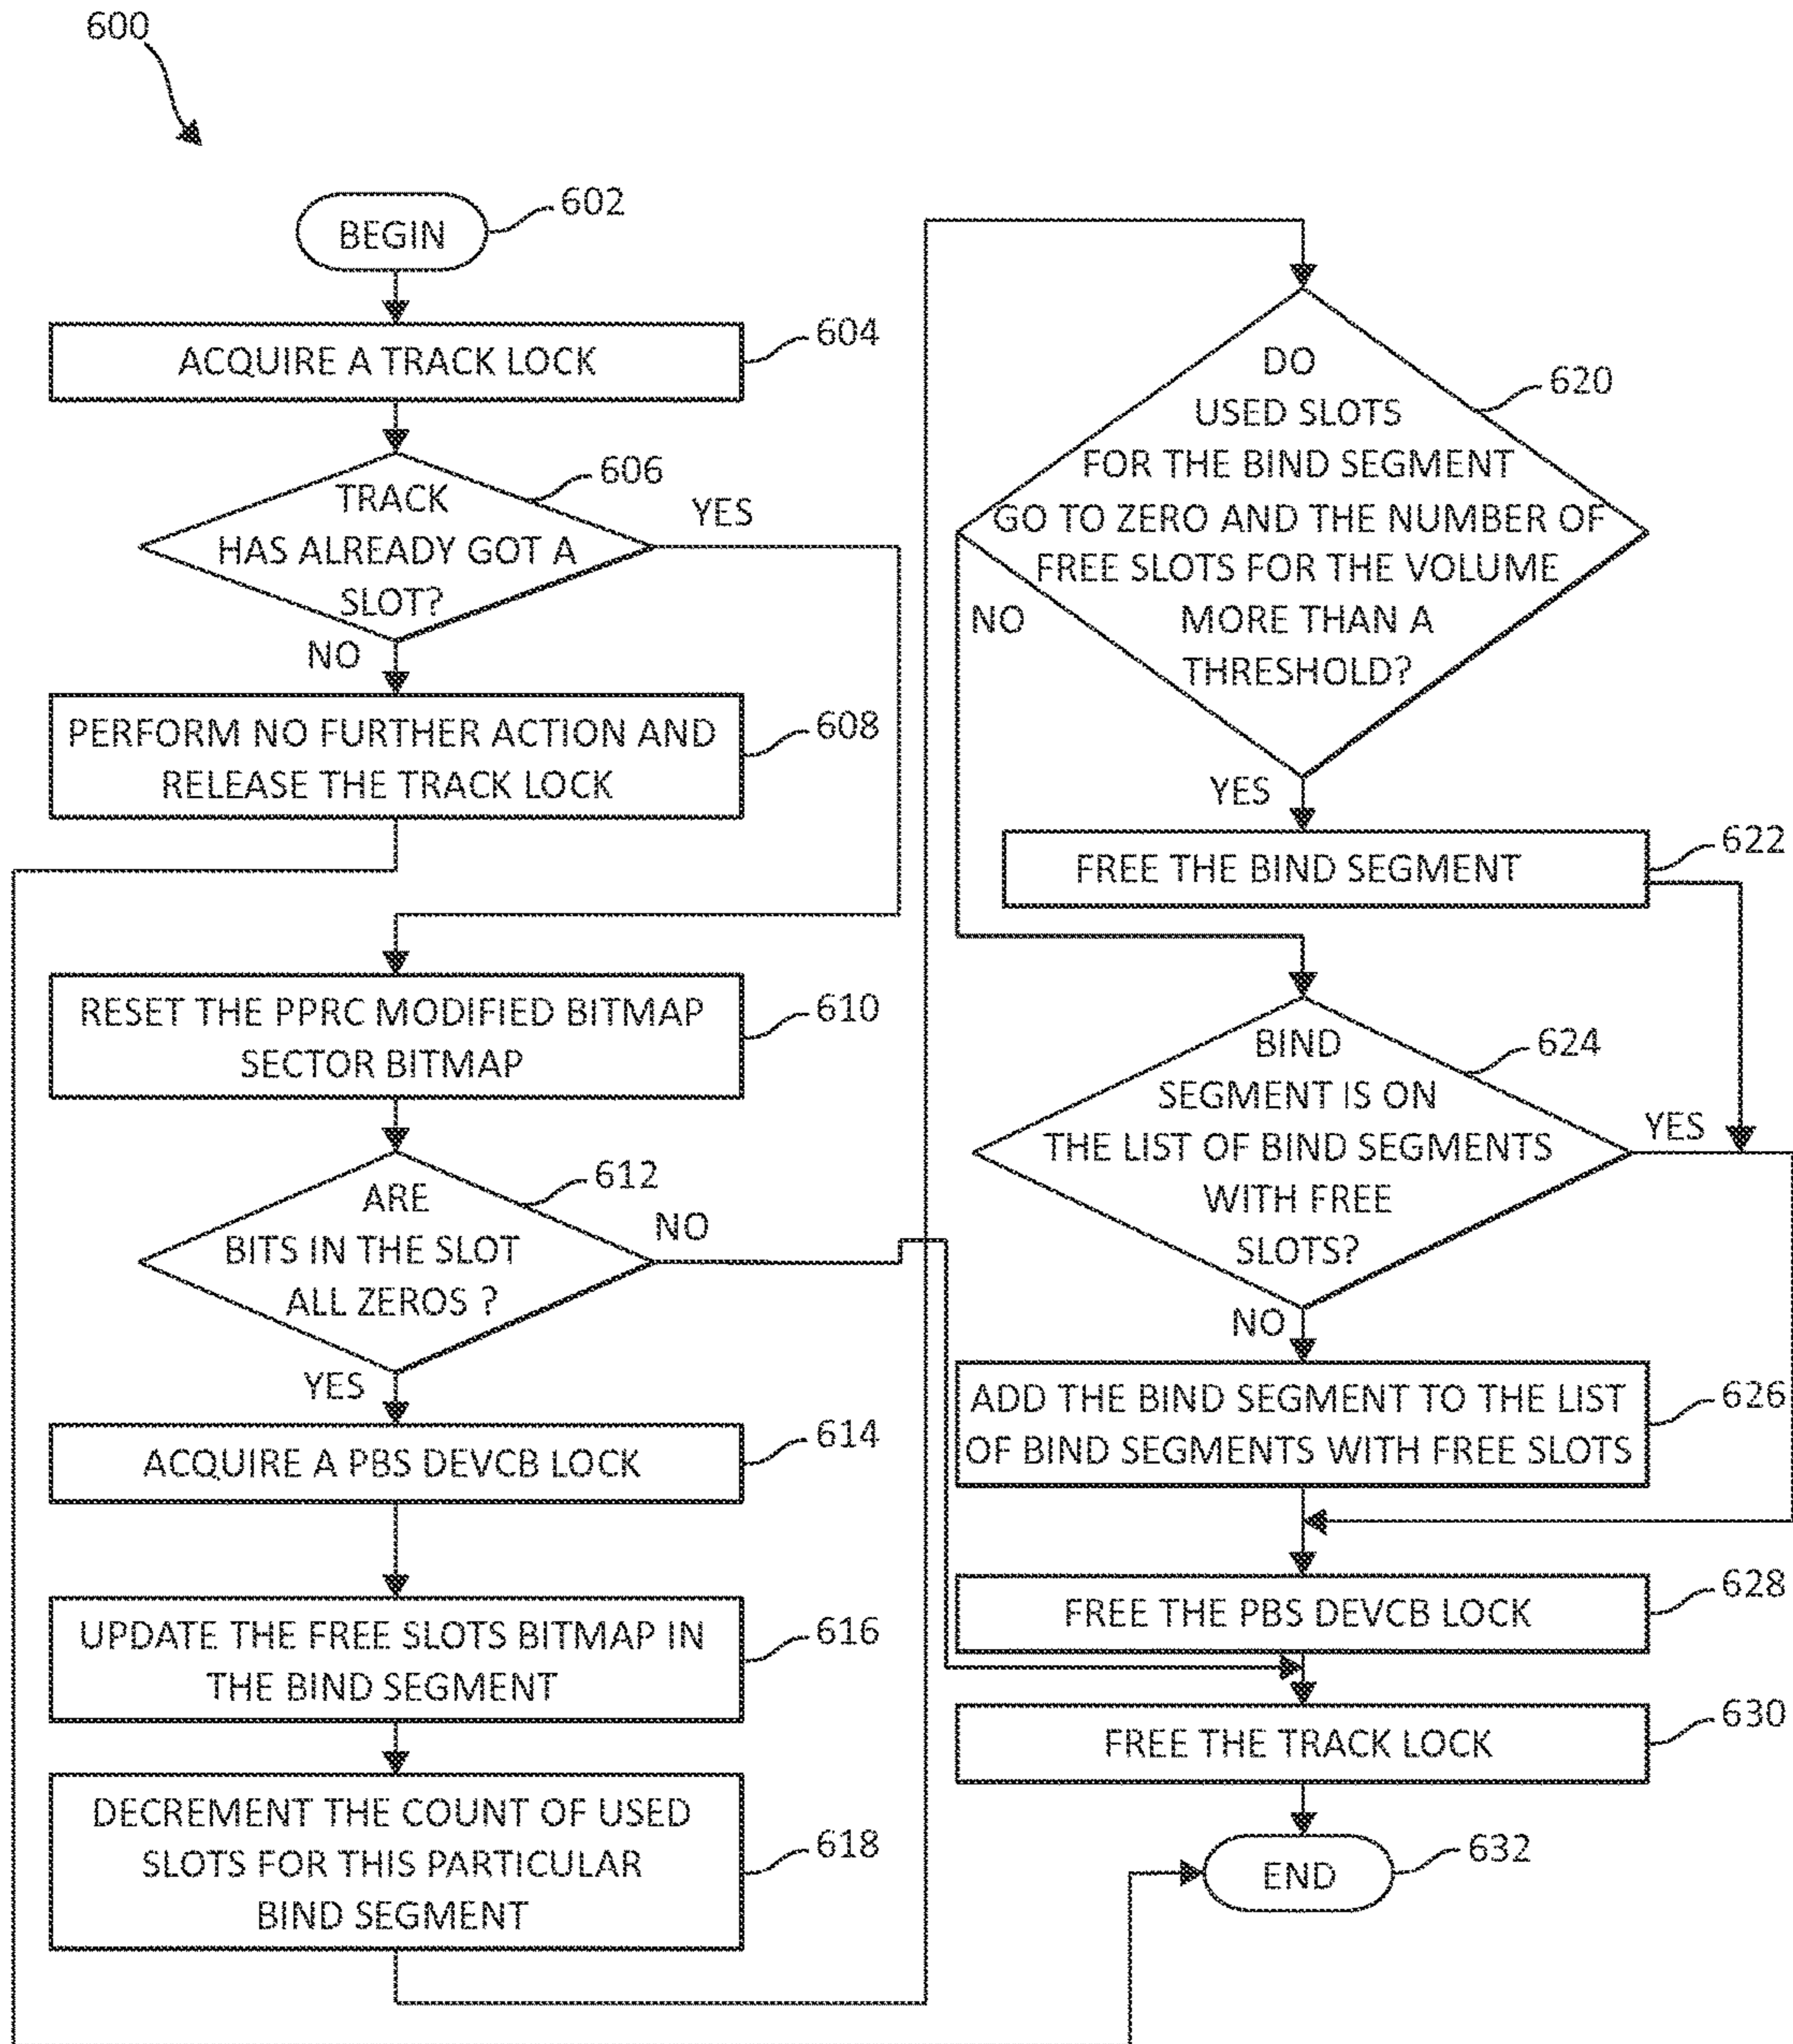 600
BEGIN
602
ACQUIRE A TRACK LOCK
604
TRACK
HAS ALREADY GOT A
SLOT?
606
YES
NO
PERFORM NO FURTHER ACTION AND
RELEASE THE TRACK LOCK
608
RESET THE PPRC MODIFIED BITMAP
SECTOR BITMAP
610
ARE
BITS IN THE SLOT
ALL ZEROS ?
612
NO
YES
ACQUIRE A PBS DEVCB LOCK
614
UPDATE THE FREE SLOTS BITMAP IN
THE BIND SEGMENT
616
DECREMENT THE COUNT OF USED
SLOTS FOR THIS PARTICULAR
BIND SEGMENT
618
DO
USED SLOTS
FOR THE BIND SEGMENT
GO TO ZERO AND THE NUMBER OF
FREE SLOTS FOR THE VOLUME
MORE THAN A
THRESHOLD?
620
NO
YES
FREE THE BIND SEGMENT
622
BIND
SEGMENT IS ON
THE LIST OF BIND SEGMENTS
WITH FREE
SLOTS?
624
YES
NO
ADD THE BIND SEGMENT TO THE LIST
OF BIND SEGMENTS WITH FREE SLOTS
626
FREE THE PBS DEVCB LOCK
628
FREE THE TRACK LOCK
630
END
632